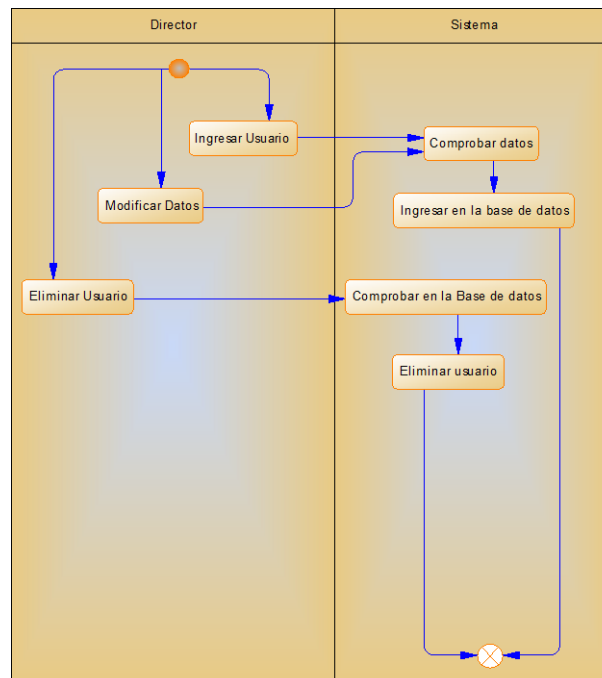 Director
Sistema
Ingresar Usuario
Comprobar datos
Modificar Datos
Ingresar en la base de datos
Eliminar Usuario
Comprobar en la Base de datos
Eliminar usuario